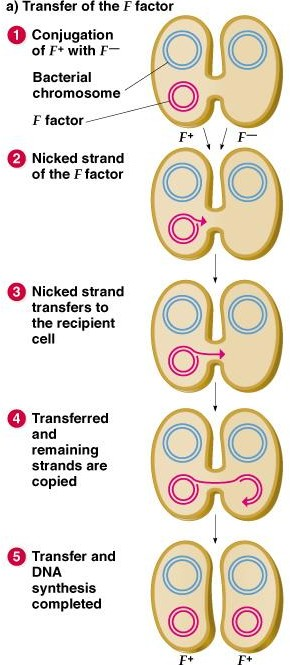 a) Transfer of the F factor
1 Conjugation
of F+ with F—
Bacterial
chromosome
F factor
F+ F—
2 Nicked strand
of the F factor
3 Nicked strand
transfers to
the recipient
cell
4 Transferred
and
remaining
strands are
copied
5 Transfer and
DNA
synthesis
completed
F+ F+